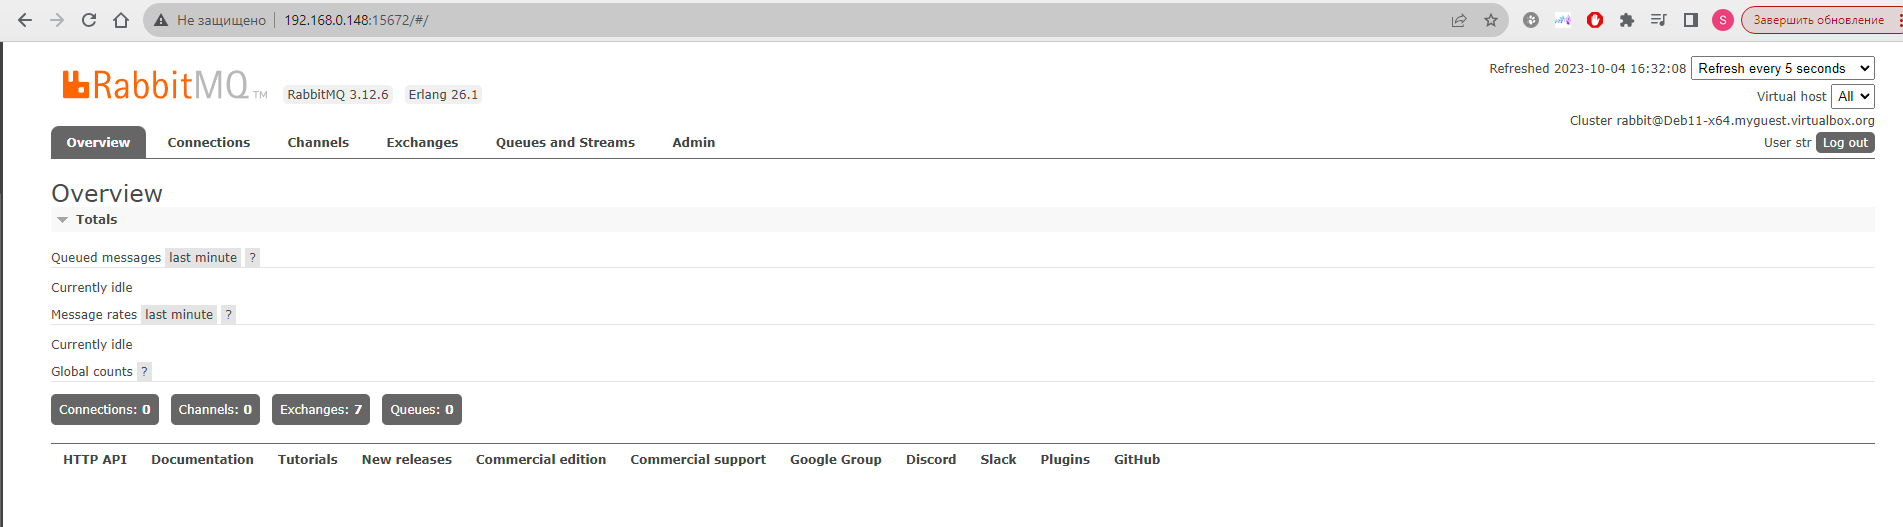 Не защищено 192.168.0.148:15672/#/ S Завершить обновление
RabbitMQ TM RabbitMQ 3.12.6 Erlang 26.1
Refreshed 2023-10-04 16:32:08 Refresh every 5 seconds
Virtual host All
Cluster rabbit@Deb11-x64.myguest.virtualbox.org
User str Log out
Overview Connections Channels Exchanges Queues and Streams Admin
Overview
Totals
Queued messages last minute ?
Currently idle
Message rates last minute ?
Currently idle
Global counts ?
Connections: 0 Channels: 0 Exchanges: 7 Queues: 0
HTTP API Documentation Tutorials New releases Commercial edition Commercial support Google Group Discord Slack Plugins GitHub